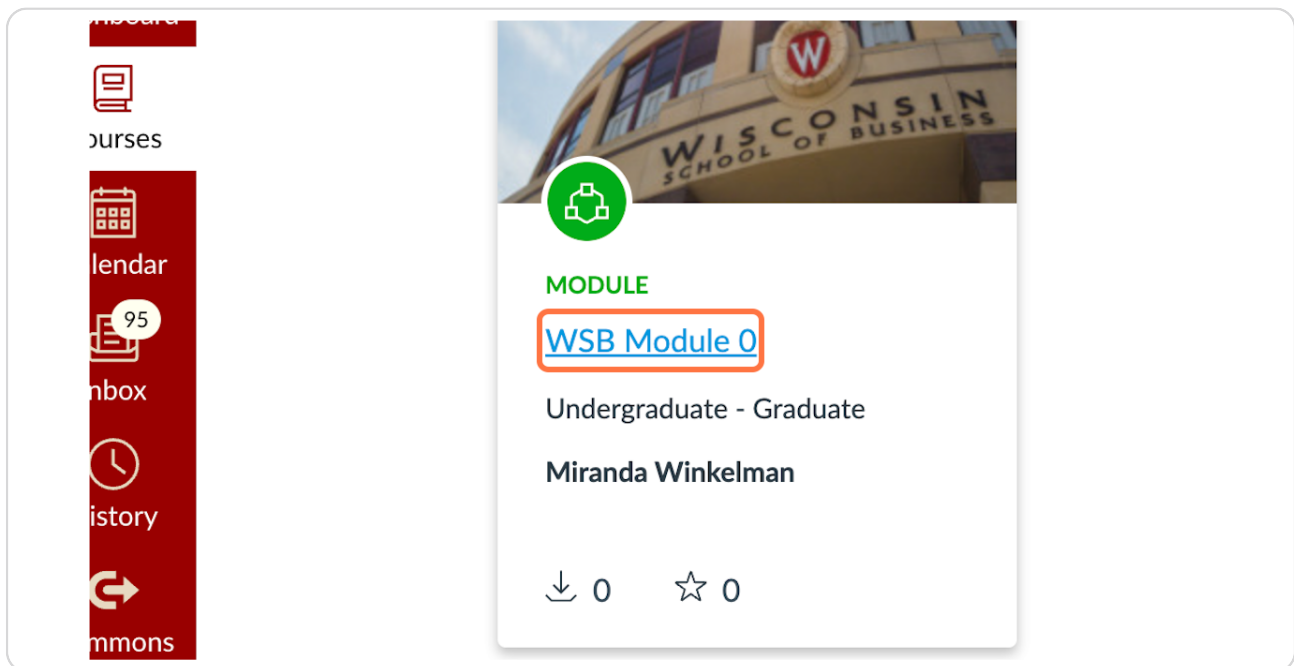 ourses
lendar
95
nbox
istory
mmons
W
WISCONSIN
SCHOOL OF BUSINESS
MODULE
WSB Module 0
Undergraduate - Graduate
Miranda Winkelman
0
0